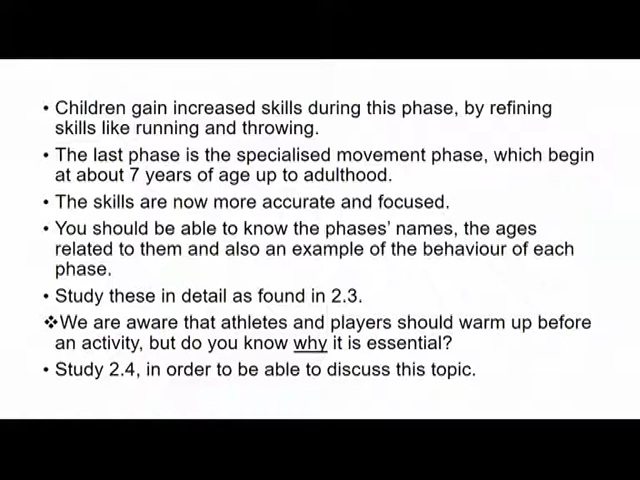 • Children gain increased skills during this phase, by refining
skills like running and throwing.
• The last phase is the specialised movement phase, which begin
at about 7 years of age up to adulthood.
• The skills are now more accurate and focused.
• You should be able to know the phases' names, the ages
related to them and also an example of the behaviour of each
phase.
• Study these in detail as found in 2.3.
❖We are aware that athletes and players should warm up before
an activity, but do you know why it is essential?
• Study 2.4, in order to be able to discuss this topic.